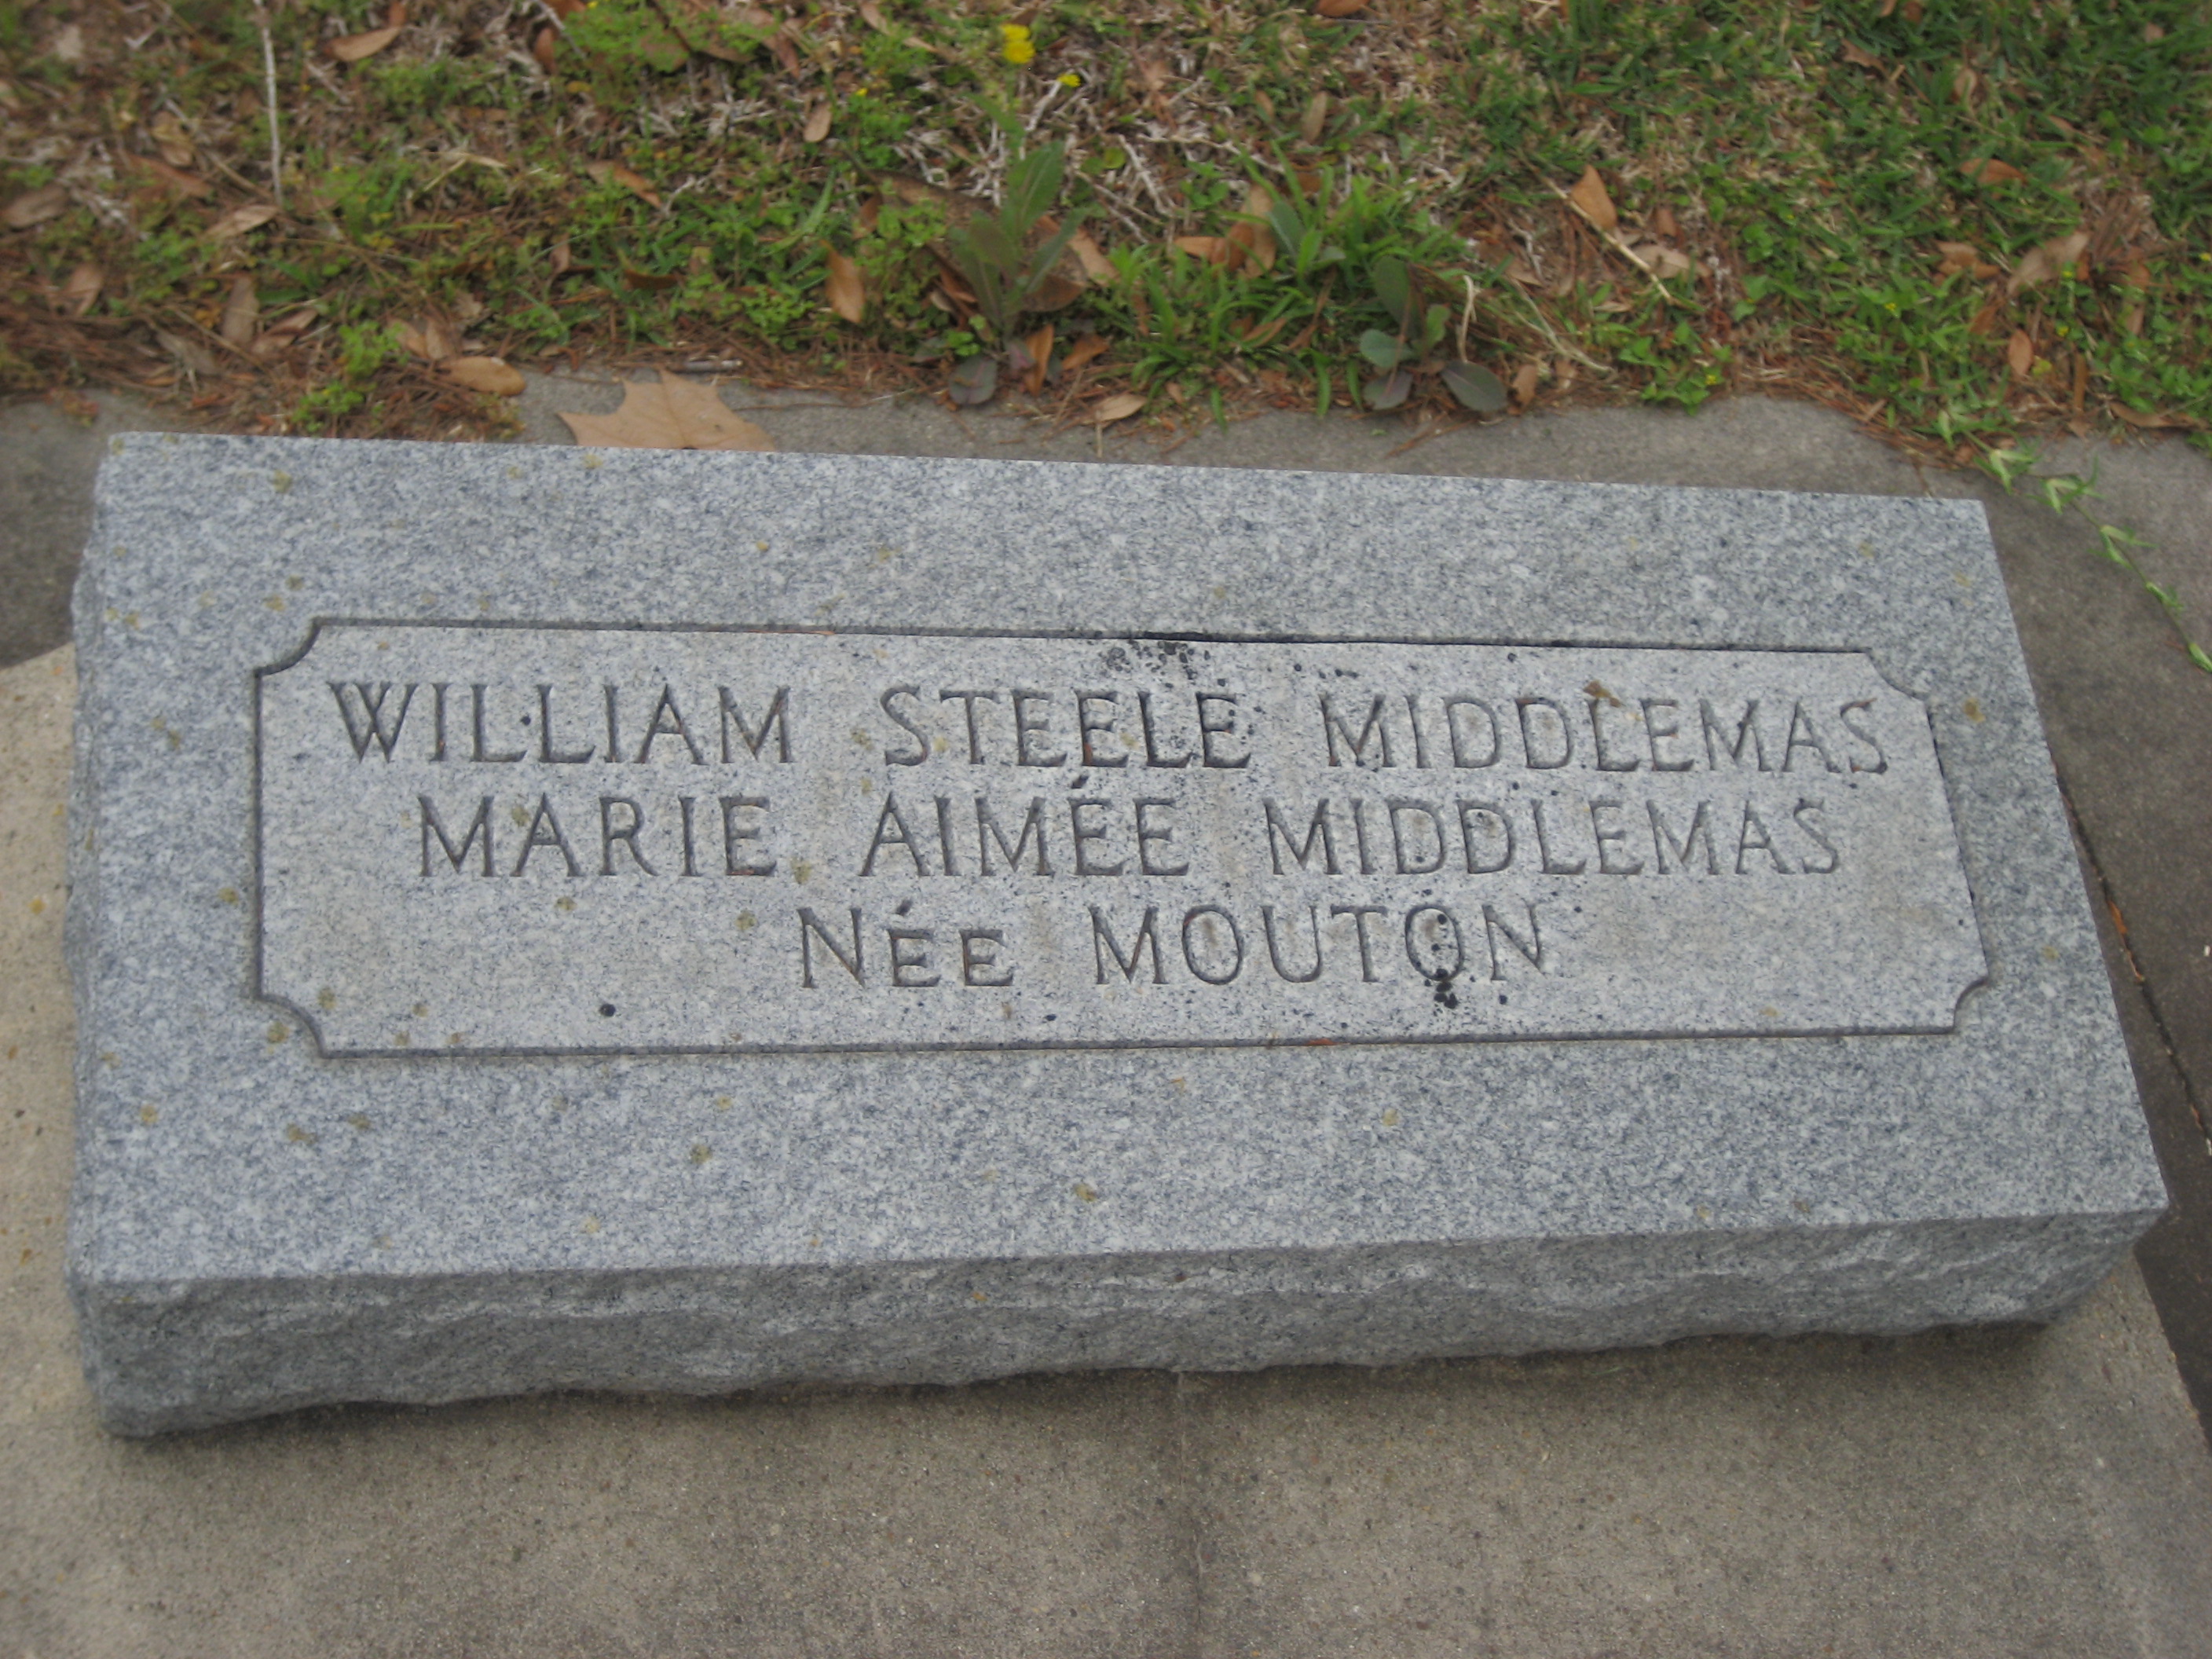 WILLIAM STEELE MIDDLEMAS
MARIE AIMÉE MIDDLEMAS
NÉE MOUTON